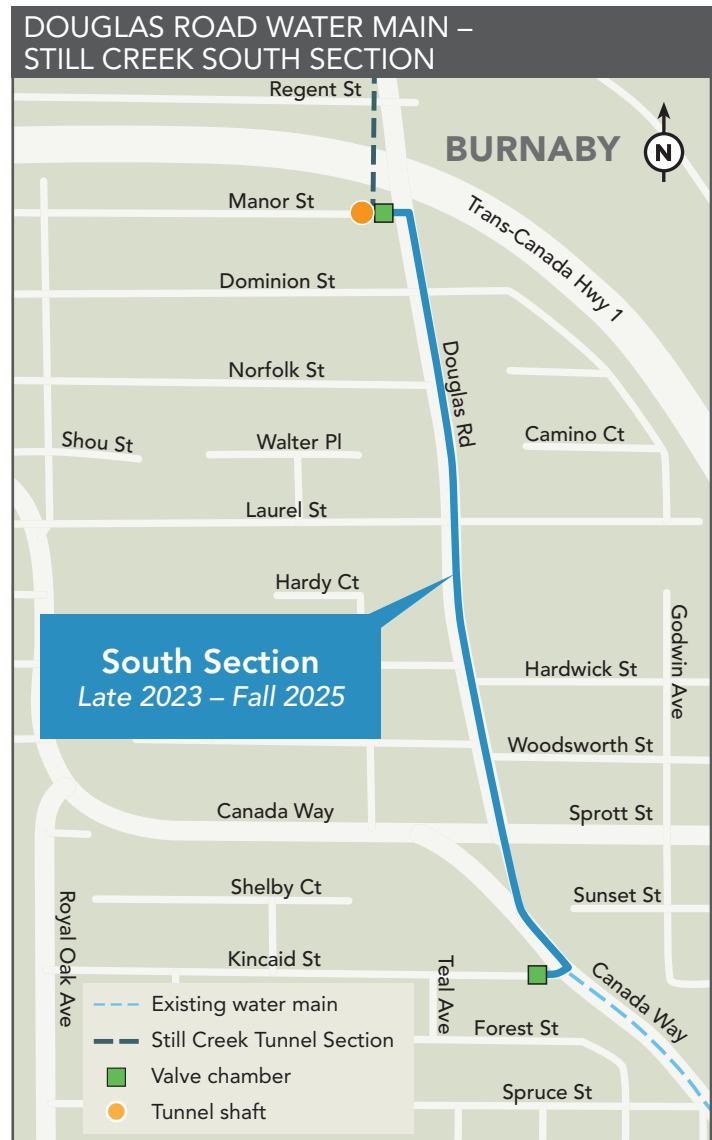 DOUGLAS ROAD WATER MAIN –
STILL CREEK SOUTH SECTION
Regent St
BURNABY
N
Manor St
Trans-Canada Hwy 1
Dominion St
Douglas Rd
Norfolk St
Shou St
Walter Pl
Camino Ct
Laurel St
Hardy Ct
Godwin Ave
South Section
Late 2023 – Fall 2025
Hardwick St
Woodsworth St
Canada Way
Sprott St
Shelby Ct
Sunset St
Royal Oak Ave
Kincaid St
Teal Ave
Canada Way
Existing water main
Still Creek Tunnel Section
Valve chamber
Tunnel shaft
Forest St
Spruce St